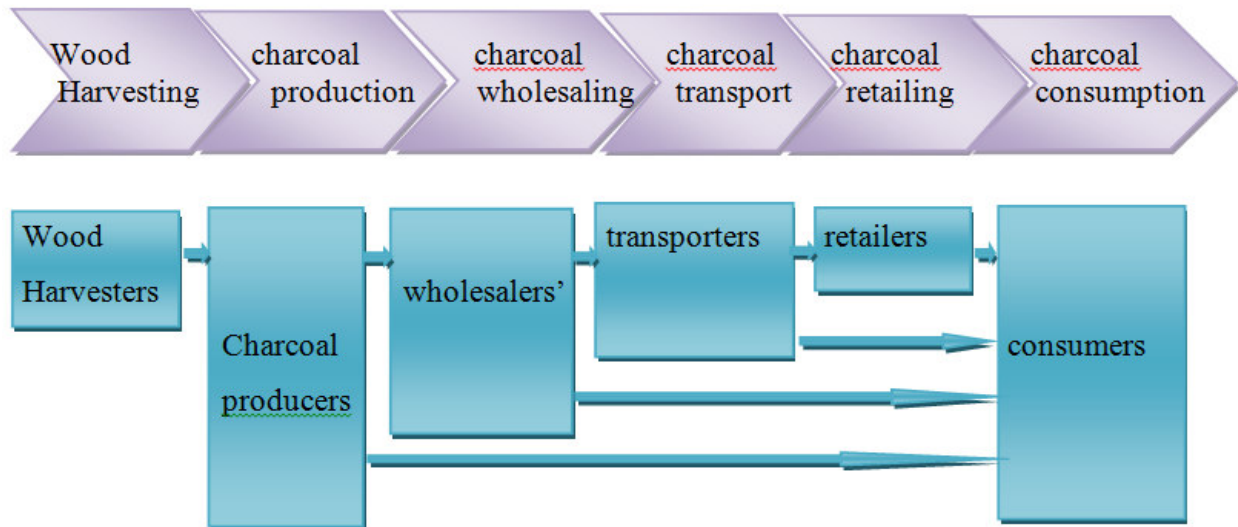 Wood
Harvesting
charcoal
production
charcoal
wholesaling
charcoal
transport
charcoal
retailing
charcoal
consumption
Wood
Harvesters
Charcoal
producers
wholesalers’
transporters
retailers
consumers